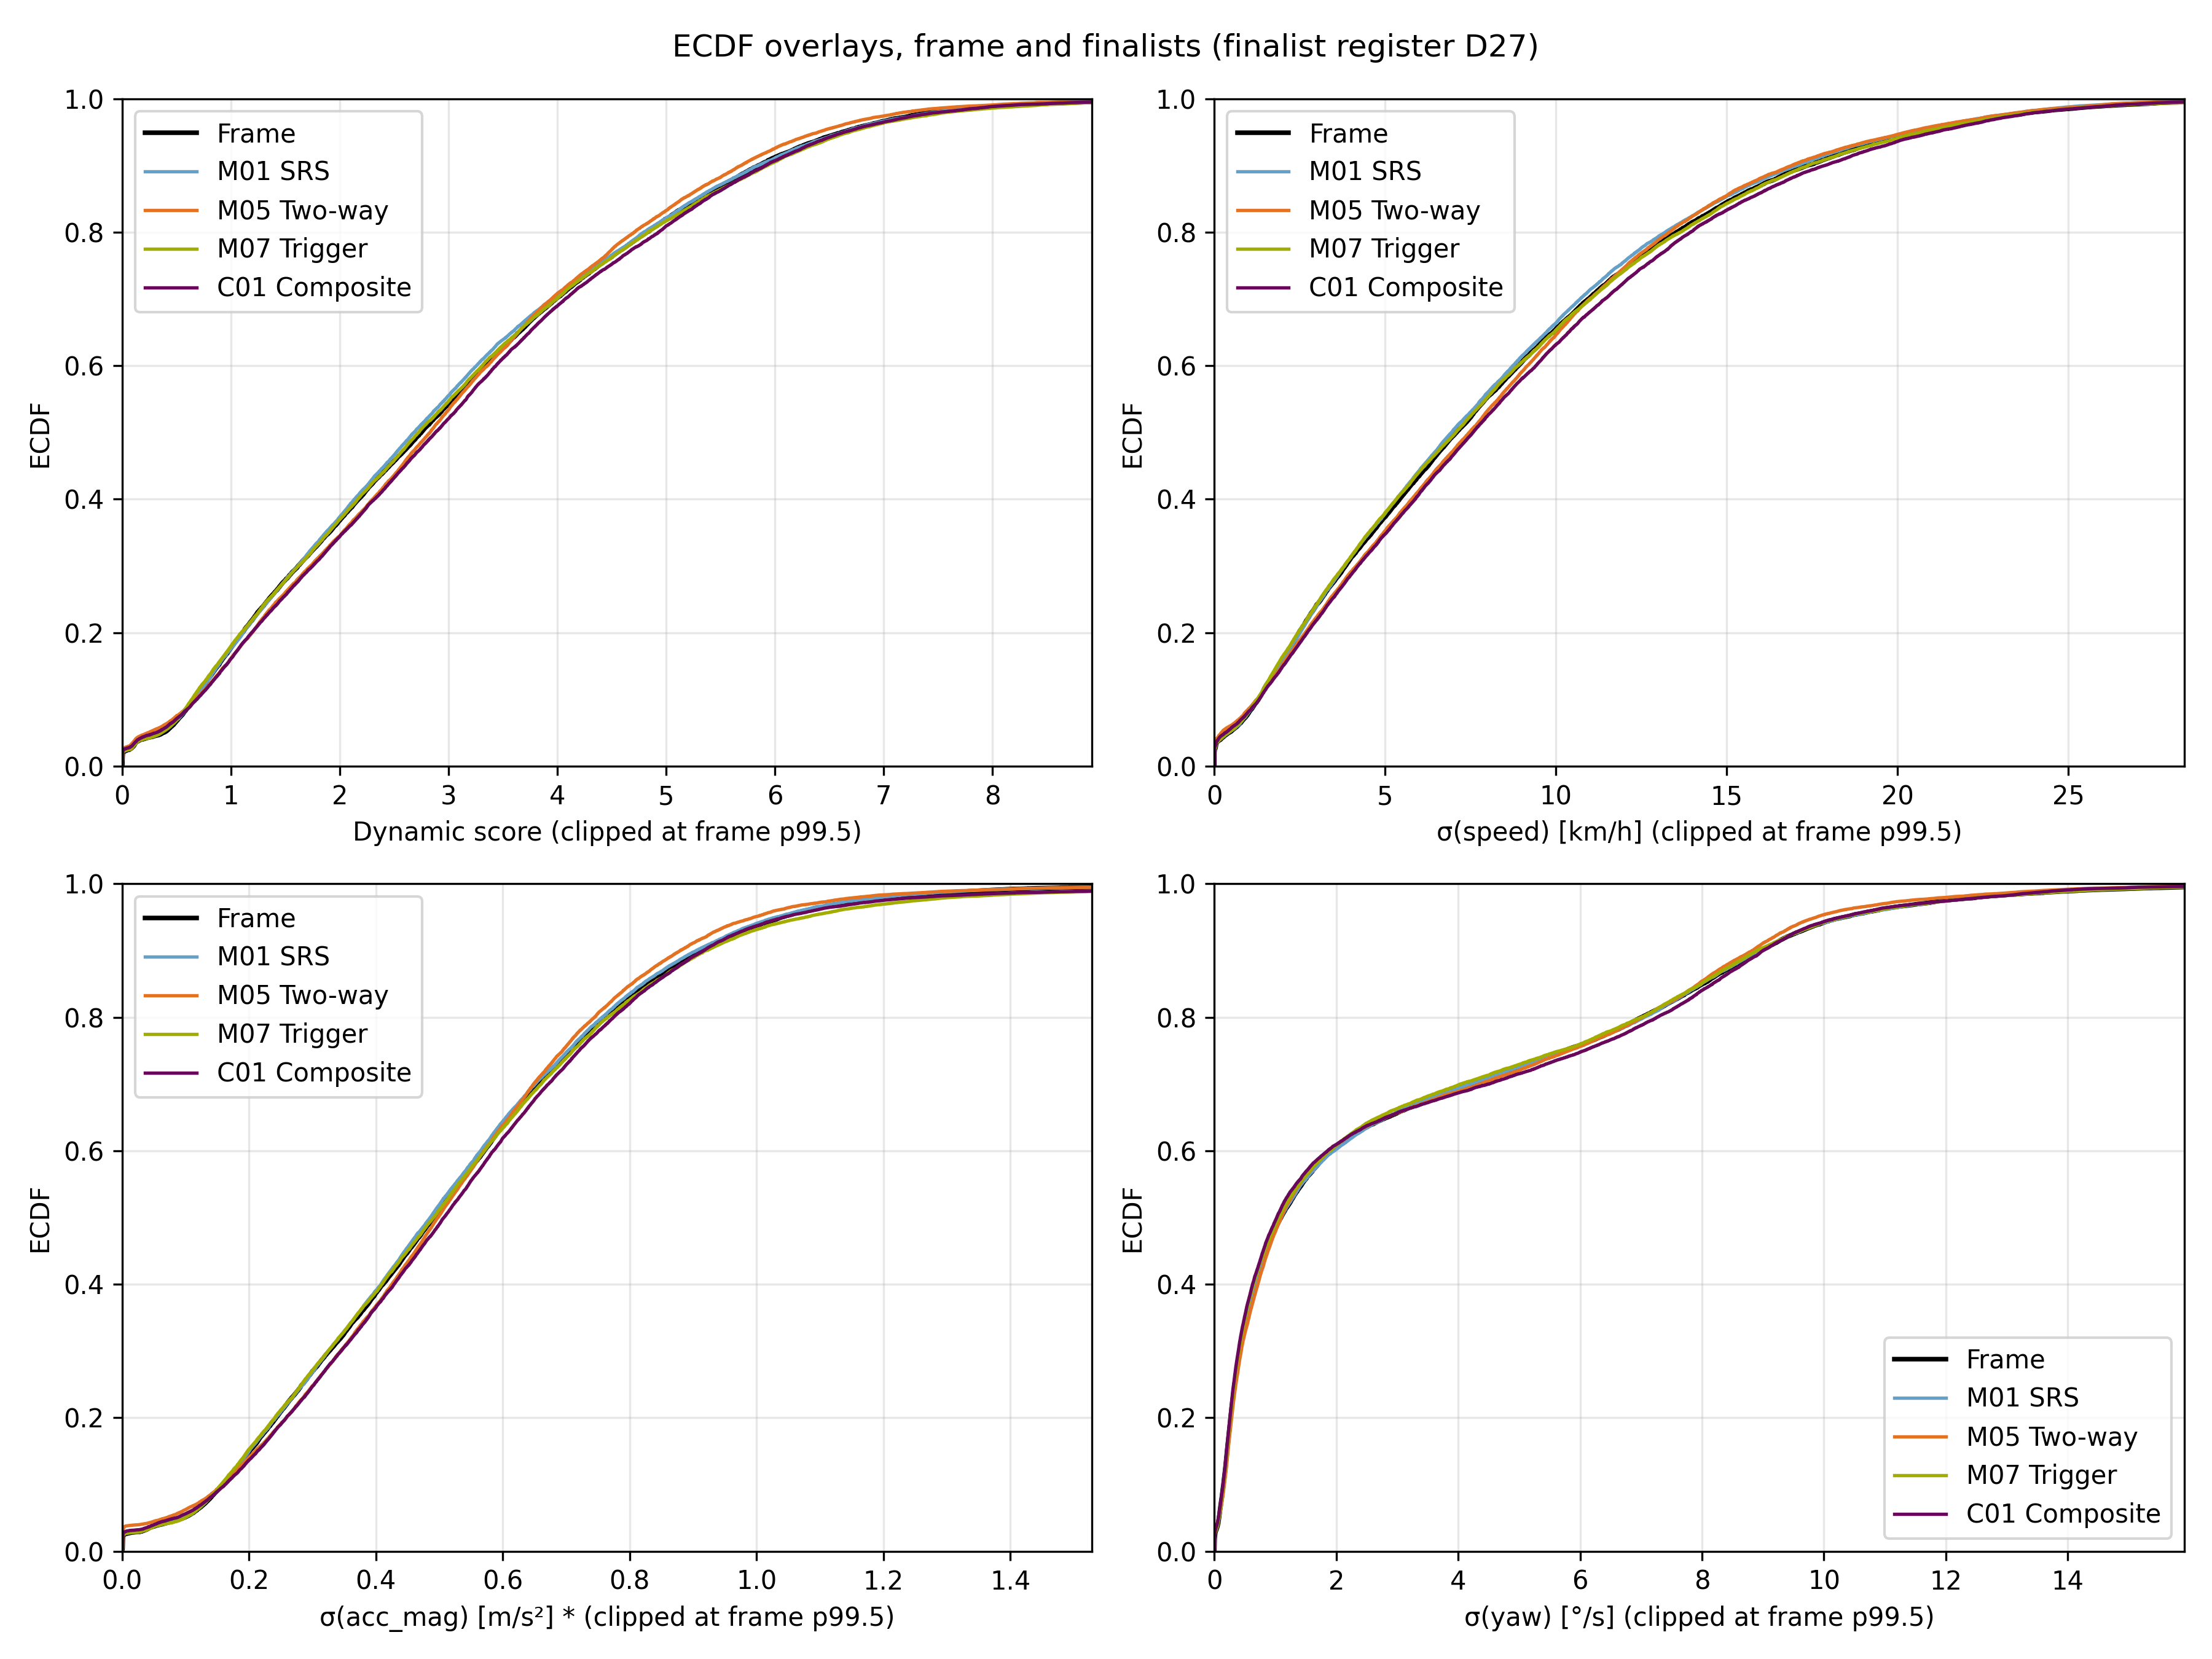 ECDF overlays, frame and finalists (finalist register D27)
1.0
0.8
0.6
0.4
0.2
0.0
ECDF
Frame
M01 SRS
M05 Two-way
M07 Trigger
C01 Composite
0 1 2 3 4 5 6 7 8
Dynamic score (clipped at frame p99.5)
1.0
0.8
0.6
0.4
0.2
0.0
ECDF
Frame
M01 SRS
M05 Two-way
M07 Trigger
C01 Composite
0 5 10 15 20 25
σ(speed) [km/h] (clipped at frame p99.5)
1.0
0.8
0.6
0.4
0.2
0.0
ECDF
Frame
M01 SRS
M05 Two-way
M07 Trigger
C01 Composite
0.0 0.2 0.4 0.6 0.8 1.0 1.2 1.4
σ(acc_mag) [m/s²] * (clipped at frame p99.5)
1.0
0.8
0.6
0.4
0.2
0.0
ECDF
Frame
M01 SRS
M05 Two-way
M07 Trigger
C01 Composite
0 2 4 6 8 10 12 14
σ(yaw) [°/s] (clipped at frame p99.5)